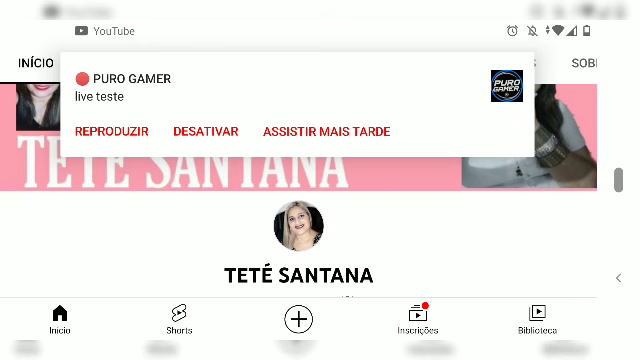 YouTube
INÍCIO
PURO GAMER
live teste
REPRODUZIR DESATIVAR ASSISTIR MAIS TARDE
PURO
GAMER
TETÉ SANTANA
TETÉ SANTANA
Início Shorts Inscrições Biblioteca